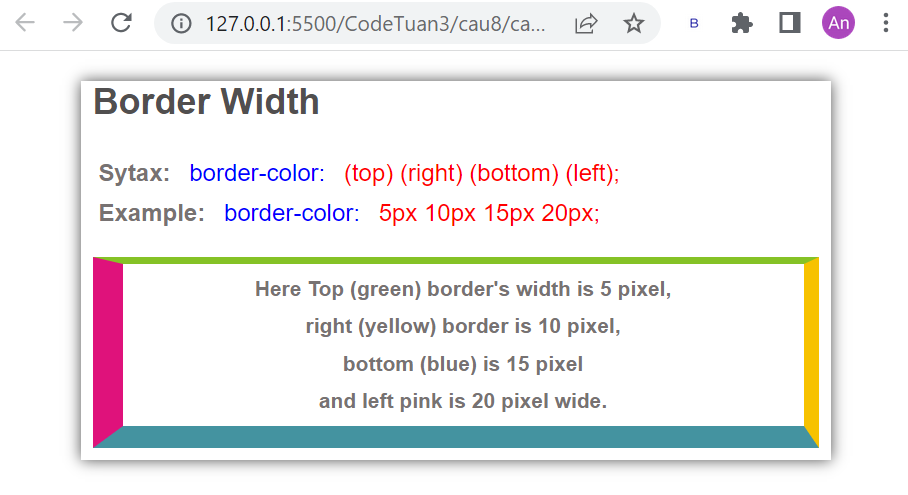 127.0.0.1:5500/CodeTuan3/cau8/ca...
B
An
Border Width
Sytax: border-color: (top) (right) (bottom) (left);
Example: border-color: 5px 10px 15px 20px;
Here Top (green) border's width is 5 pixel,
right (yellow) border is 10 pixel,
bottom (blue) is 15 pixel
and left pink is 20 pixel wide.